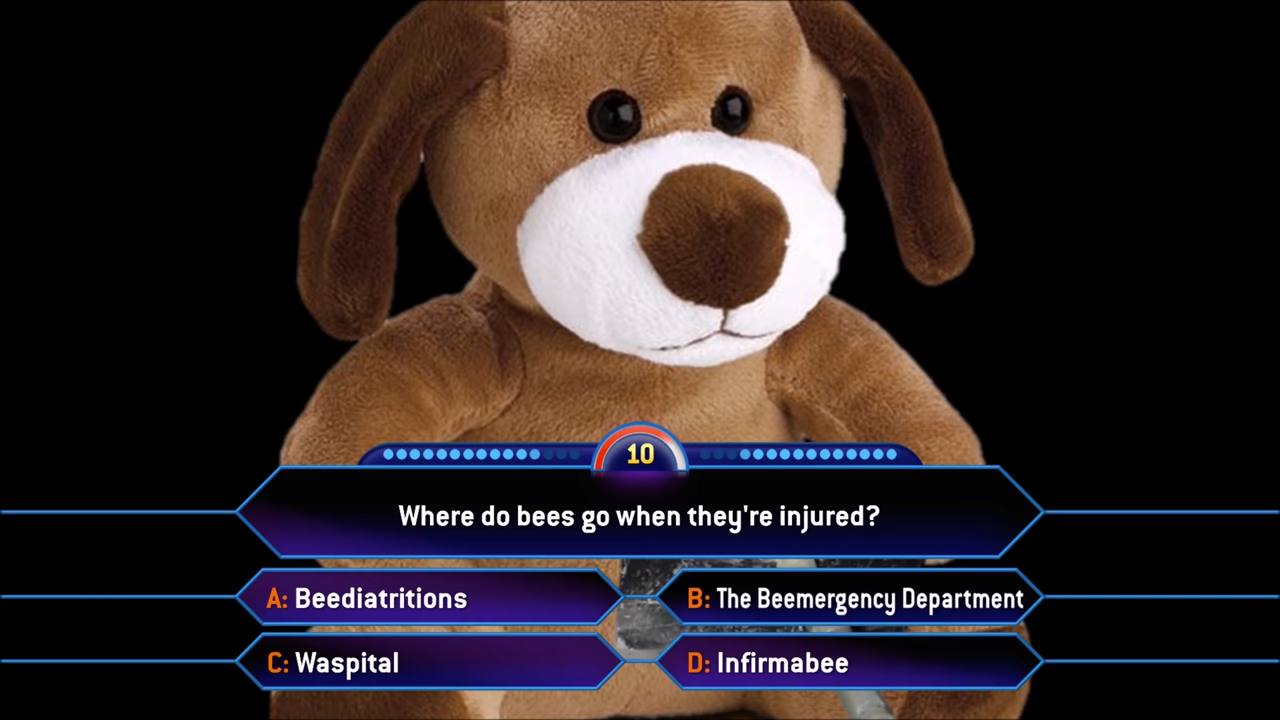 10
Where do bees go when they're injured?
A: Beediatritions
B: The Beemergency Department
C: Waspital
D: Infirmabee